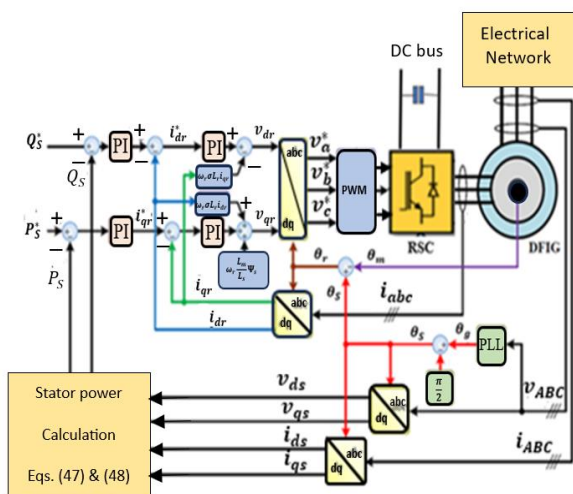 Electrical
Network
DC bus
Q*S
+
−
PI
+
−
i*dr
PI
+
−
vdr
abc
dq
v*a
v*b
v*c
PWM
RSC
DFIG
QS
ωr σLr iqr
ωr σLr idr
P*S
+
−
PI
+
−
i*qr
PI
+
+
vqr
ωr Lm/Ls Ψs
PS
iqr
idr
θr
θm
θS
abc
dq
iabc
θS
θg
PLL
π/2
vABC
Stator power
Calculation
Eqs. (47) & (48)
vds
vqs
abc
dq
ids
iqs
abc
dq
iABC